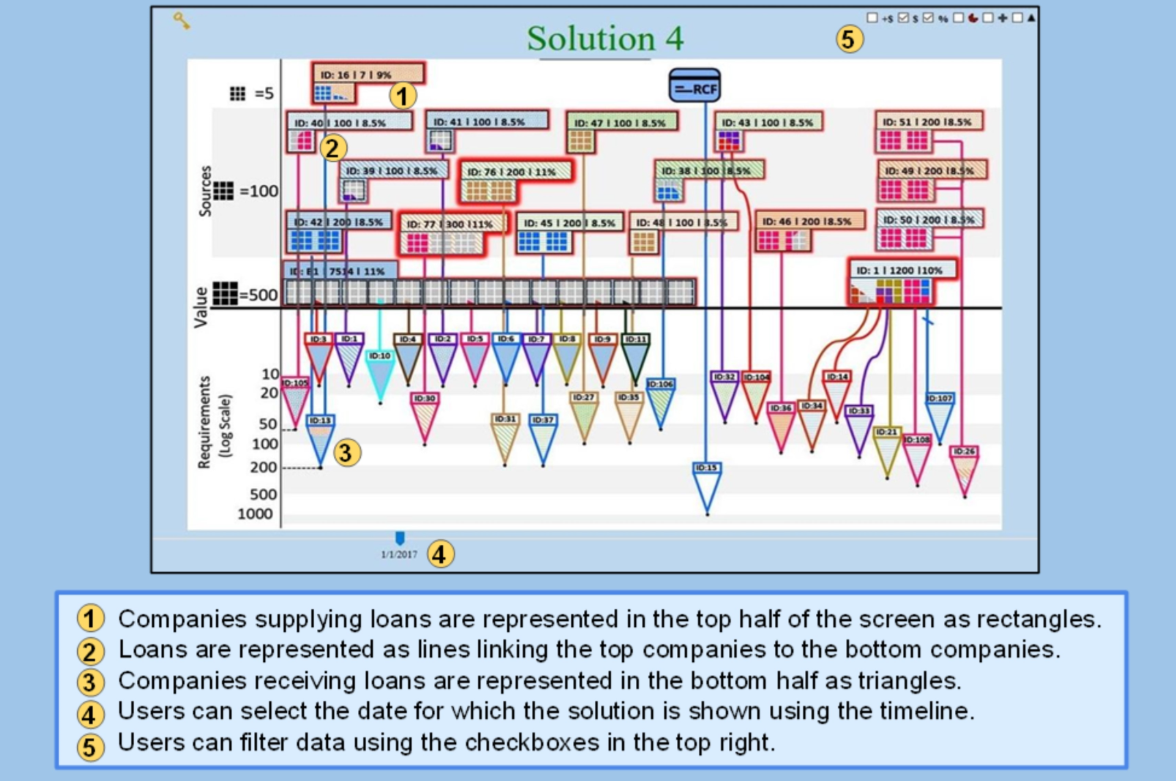 +$ $ %
5
Solution 4
ID: 16 | 7 | 9%
=5
1
RCF
ID: 40 | 100 | 8.5%
ID: 41 | 100 | 8.5%
ID: 47 | 100 | 8.5%
ID: 43 | 100 | 8.5%
ID: 51 | 200 |8.5%
2
ID: 39 | 100 | 8.5%
ID: 76 | 200 | 11%
ID: 38 | 100 | 8.5%
ID: 49 | 200 |8.5%
Sources
=100
ID: 42 | 200 |8.5%
ID: 77 | 300 |11%
ID: 45 | 200 | 8.5%
ID: 48 | 100 | 8.5%
ID: 46 | 200 |8.5%
ID: 50 | 200 | 8.5%
ID: 81 | 7514 | 11%
ID: 1 | 1200 |10%
Value
=500
ID:3
ID:1
ID:10
ID:4
ID:2
ID:5
ID:6
ID:7
ID:8
ID:9
ID:11
Requirements
(Log Scale)
10
20
50
100
200
500
1000
ID:105
ID:13
ID:30
ID:31
ID:37
ID:27
ID:35
ID:106
ID:15
ID:32
ID:104
ID:36
ID:34
ID:14
ID:33
ID:21
ID:108
ID:107
ID:26
3
1/1/2017
4
1 Companies supplying loans are represented in the top half of the screen as rectangles.
2 Loans are represented as lines linking the top companies to the bottom companies.
3 Companies receiving loans are represented in the bottom half as triangles.
4 Users can select the date for which the solution is shown using the timeline.
5 Users can filter data using the checkboxes in the top right.